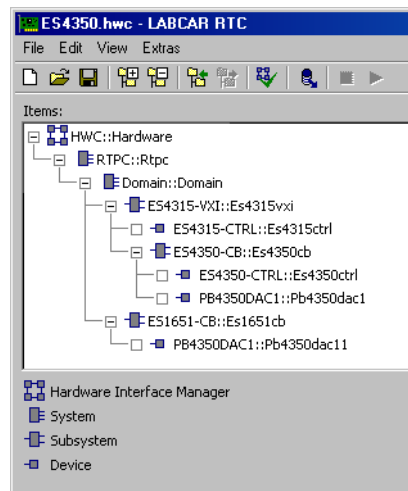 ES4350.hwc - LABCAR RTC
File Edit View Extras
Items:
HWC::Hardware
RTPC::Rtpc
Domain::Domain
ES4315-VXI::Es4315vxi
ES4315-CTRL::Es4315ctrl
ES4350-CB::Es4350cb
ES4350-CTRL::Es4350ctrl
PB4350DAC1::Pb4350dac1
ES1651-CB::Es1651cb
PB4350DAC1::Pb4350dac11
Hardware Interface Manager
System
Subsystem
Device